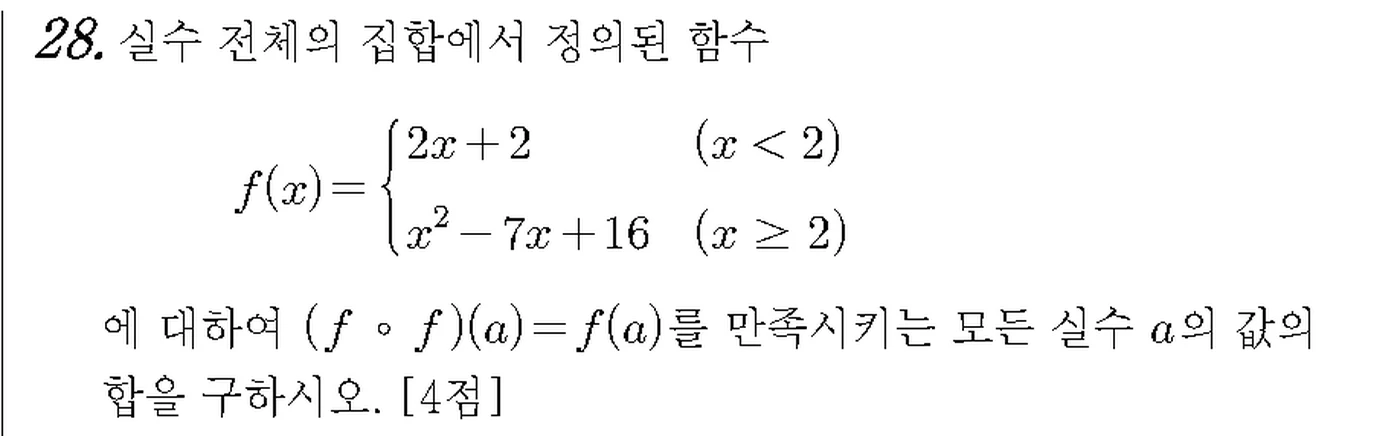 28. 실수 전체의 집합에서 정의된 함수
f(x)= { 2x+2 (x < 2)
x² - 7x + 16 (x ≥ 2)
에 대하여 (f ∘ f)(a)=f(a)를 만족시키는 모든 실수 a의 값의
합을 구하시오. [4점]